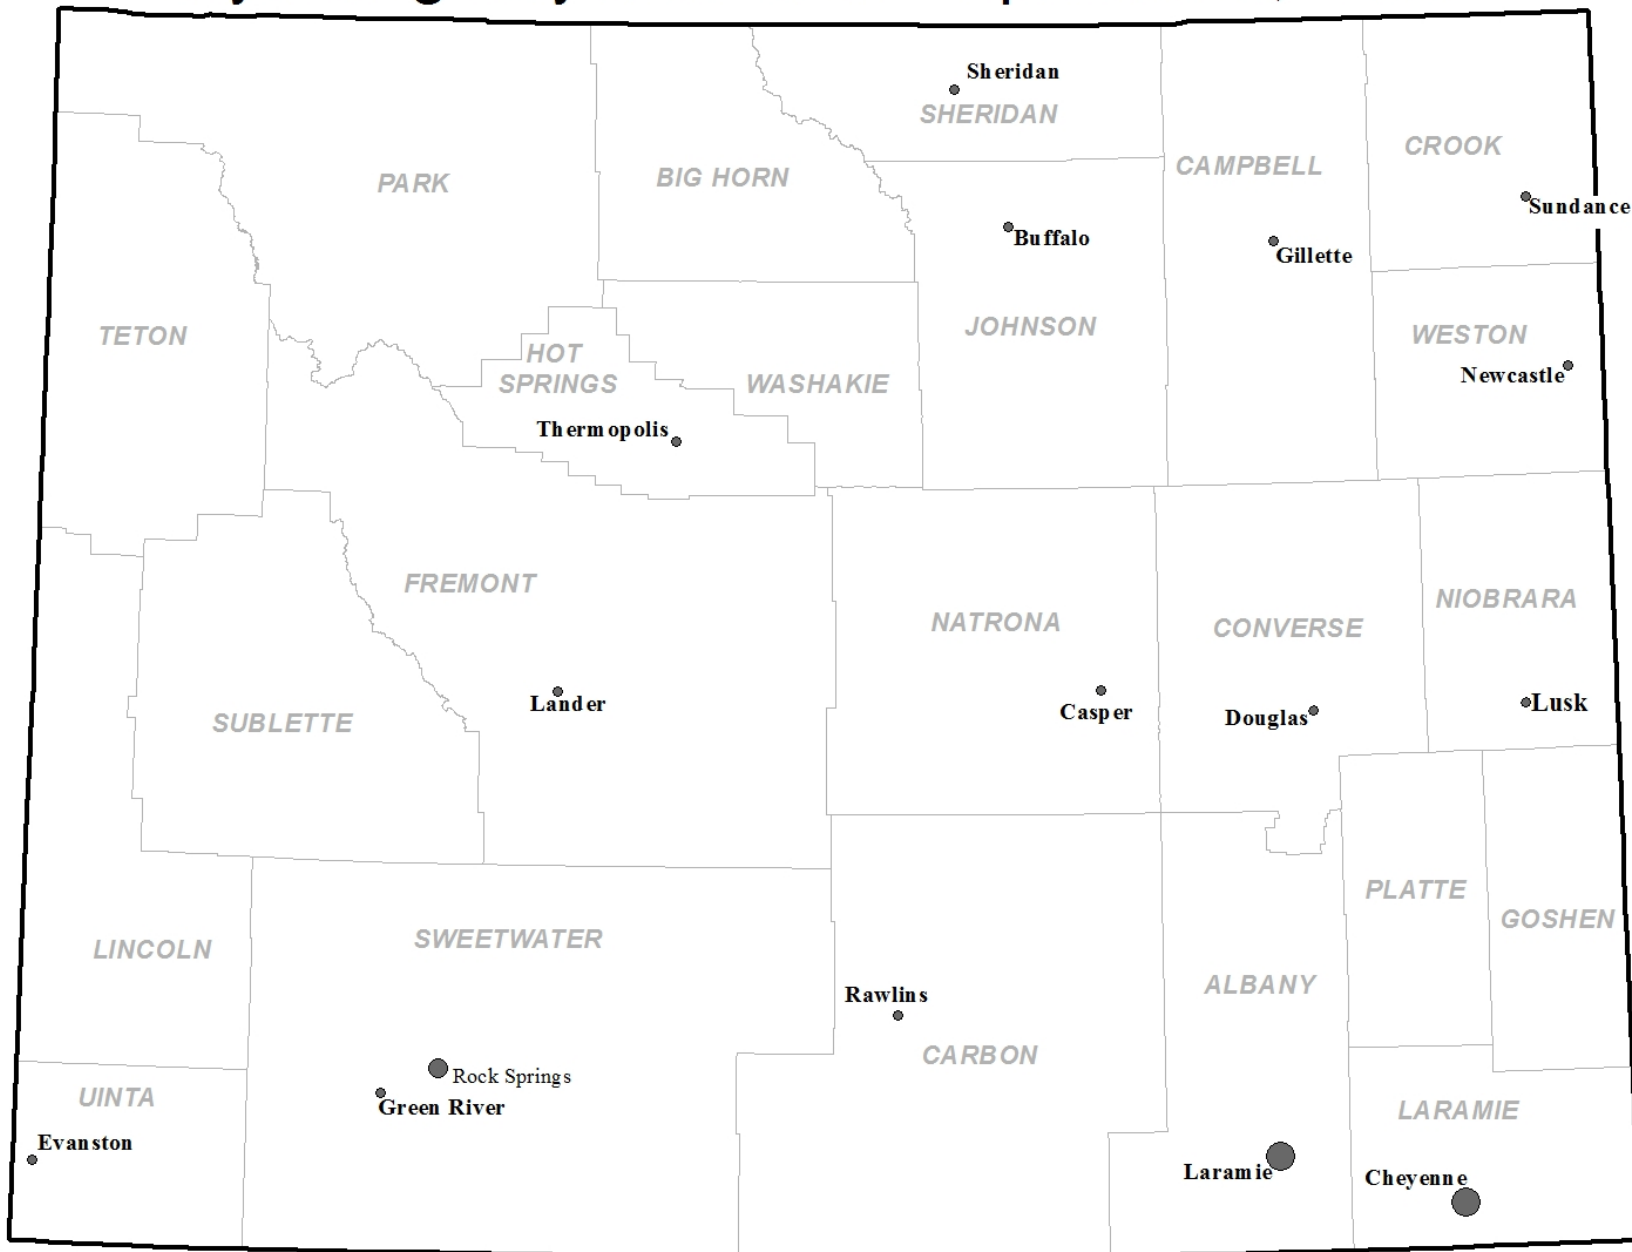 Sheridan
SHERIDAN
CROOK
CAMPBELL
BIG HORN
PARK
Sundance
Buffalo
Gillette
JOHNSON
WESTON
TETON
HOT
SPRINGS
WASHAKIE
Newcastle
Thermopolis
FREMONT
NIOBRARA
NATRONA
CONVERSE
Lander
Casper
Douglas
Lusk
SUBLETTE
PLATTE
GOSHEN
SWEETWATER
LINCOLN
ALBANY
Rawlins
CARBON
Rock Springs
UINTA
Green River
LARAMIE
Evanston
Laramie
Cheyenne